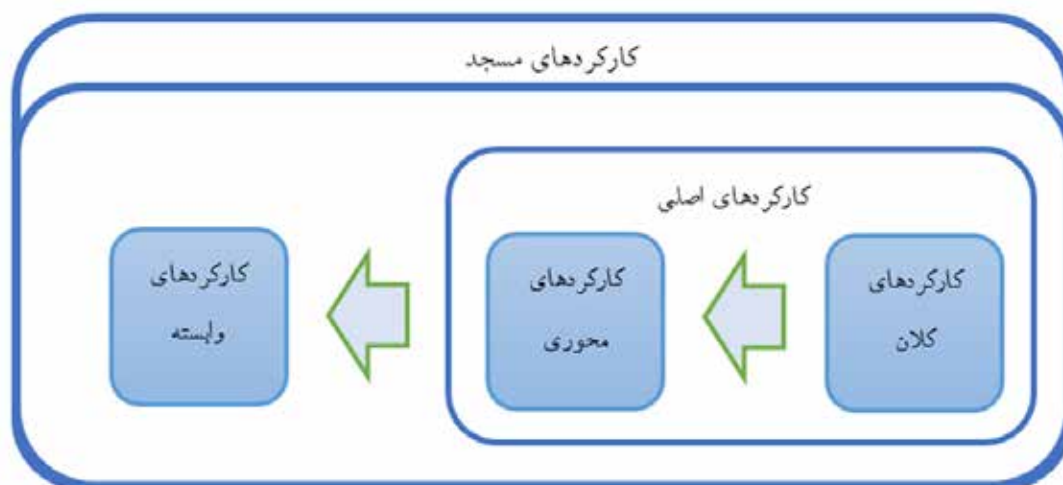 کارکردهای مسجد
کارکردهای اصلی
کارکردهای
کلان
کارکردهای
محوری
کارکردهای
وابسته